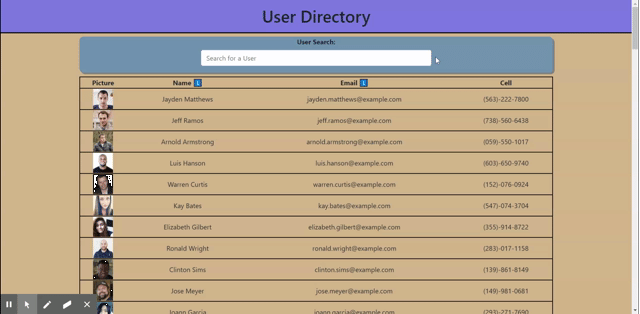 User Directory
User Search:
Search for a User
Picture Name Email Cell
Jayden Matthews jayden.matthews@example.com (563)-222-7800
Jeff Ramos jeff.ramos@example.com (738)-560-6438
Arnold Armstrong arnold.armstrong@example.com (059)-550-1017
Luis Hanson luis.hanson@example.com (603)-650-9740
Warren Curtis warren.curtis@example.com (152)-076-0924
Kay Bates kay.bates@example.com (547)-074-3704
Elizabeth Gilbert elizabeth.gilbert@example.com (355)-914-8722
Ronald Wright ronald.wright@example.com (283)-017-1158
Clinton Sims clinton.sims@example.com (139)-861-8149
Jose Meyer jose.meyer@example.com (149)-981-0681
Joann Garcia joann.garcia@example.com (293)-271-7690